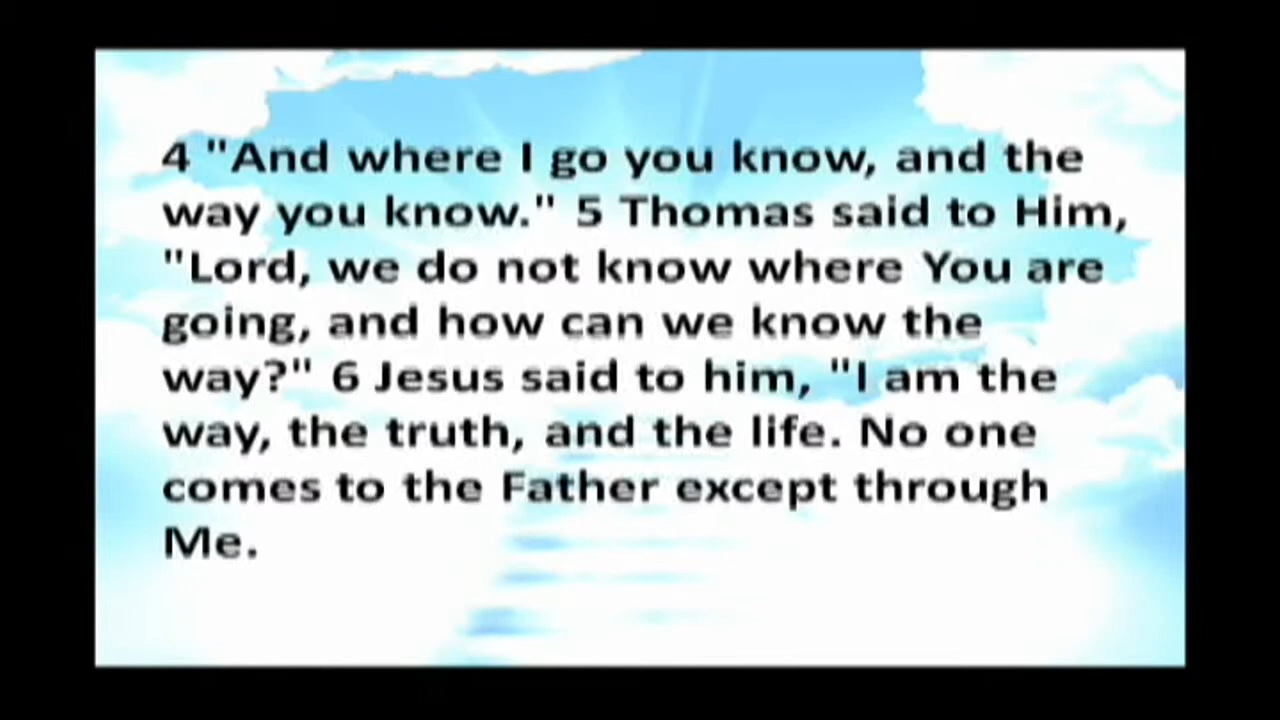 4 "And where I go you know, and the
way you know." 5 Thomas said to Him,
"Lord, we do not know where You are
going, and how can we know the
way?" 6 Jesus said to him, "I am the
way, the truth, and the life. No one
comes to the Father except through
Me.